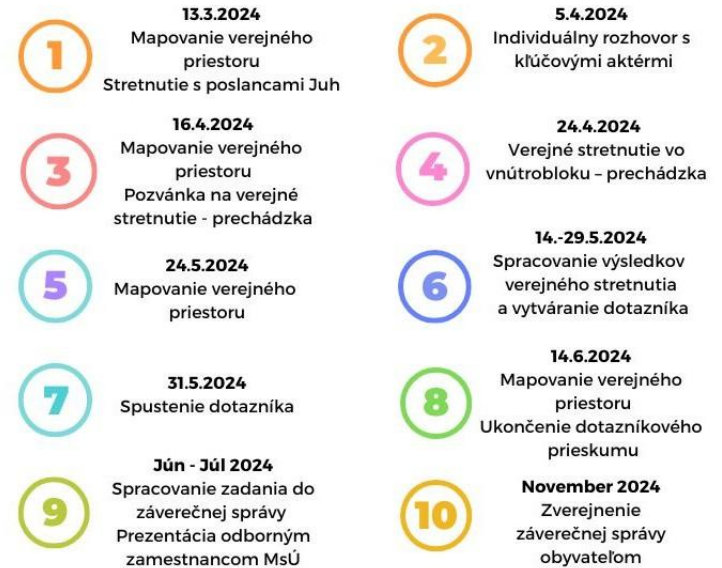 1
13.3.2024
Mapovanie verejného
priestoru
Stretnutie s poslancami Juh
2
5.4.2024
Individuálny rozhovor s
kľúčovými aktérmi
3
16.4.2024
Mapovanie verejného
priestoru
Pozvánka na verejné
stretnutie - prechádzka
4
24.4.2024
Verejné stretnutie vo
vnútrobloku – prechádzka
5
24.5.2024
Mapovanie verejného
priestoru
6
14.-29.5.2024
Spracovanie výsledkov
verejného stretnutia
a vytváranie dotazníka
7
31.5.2024
Spustenie dotazníka
8
14.6.2024
Mapovanie verejného
priestoru
Ukončenie dotazníkového
prieskumu
9
Jún - Júl 2024
Spracovanie zadania do
záverečnej správy
Prezentácia odborným
zamestnancom MsÚ
10
November 2024
Zverejnenie
záverečnej správy
obyvateľom